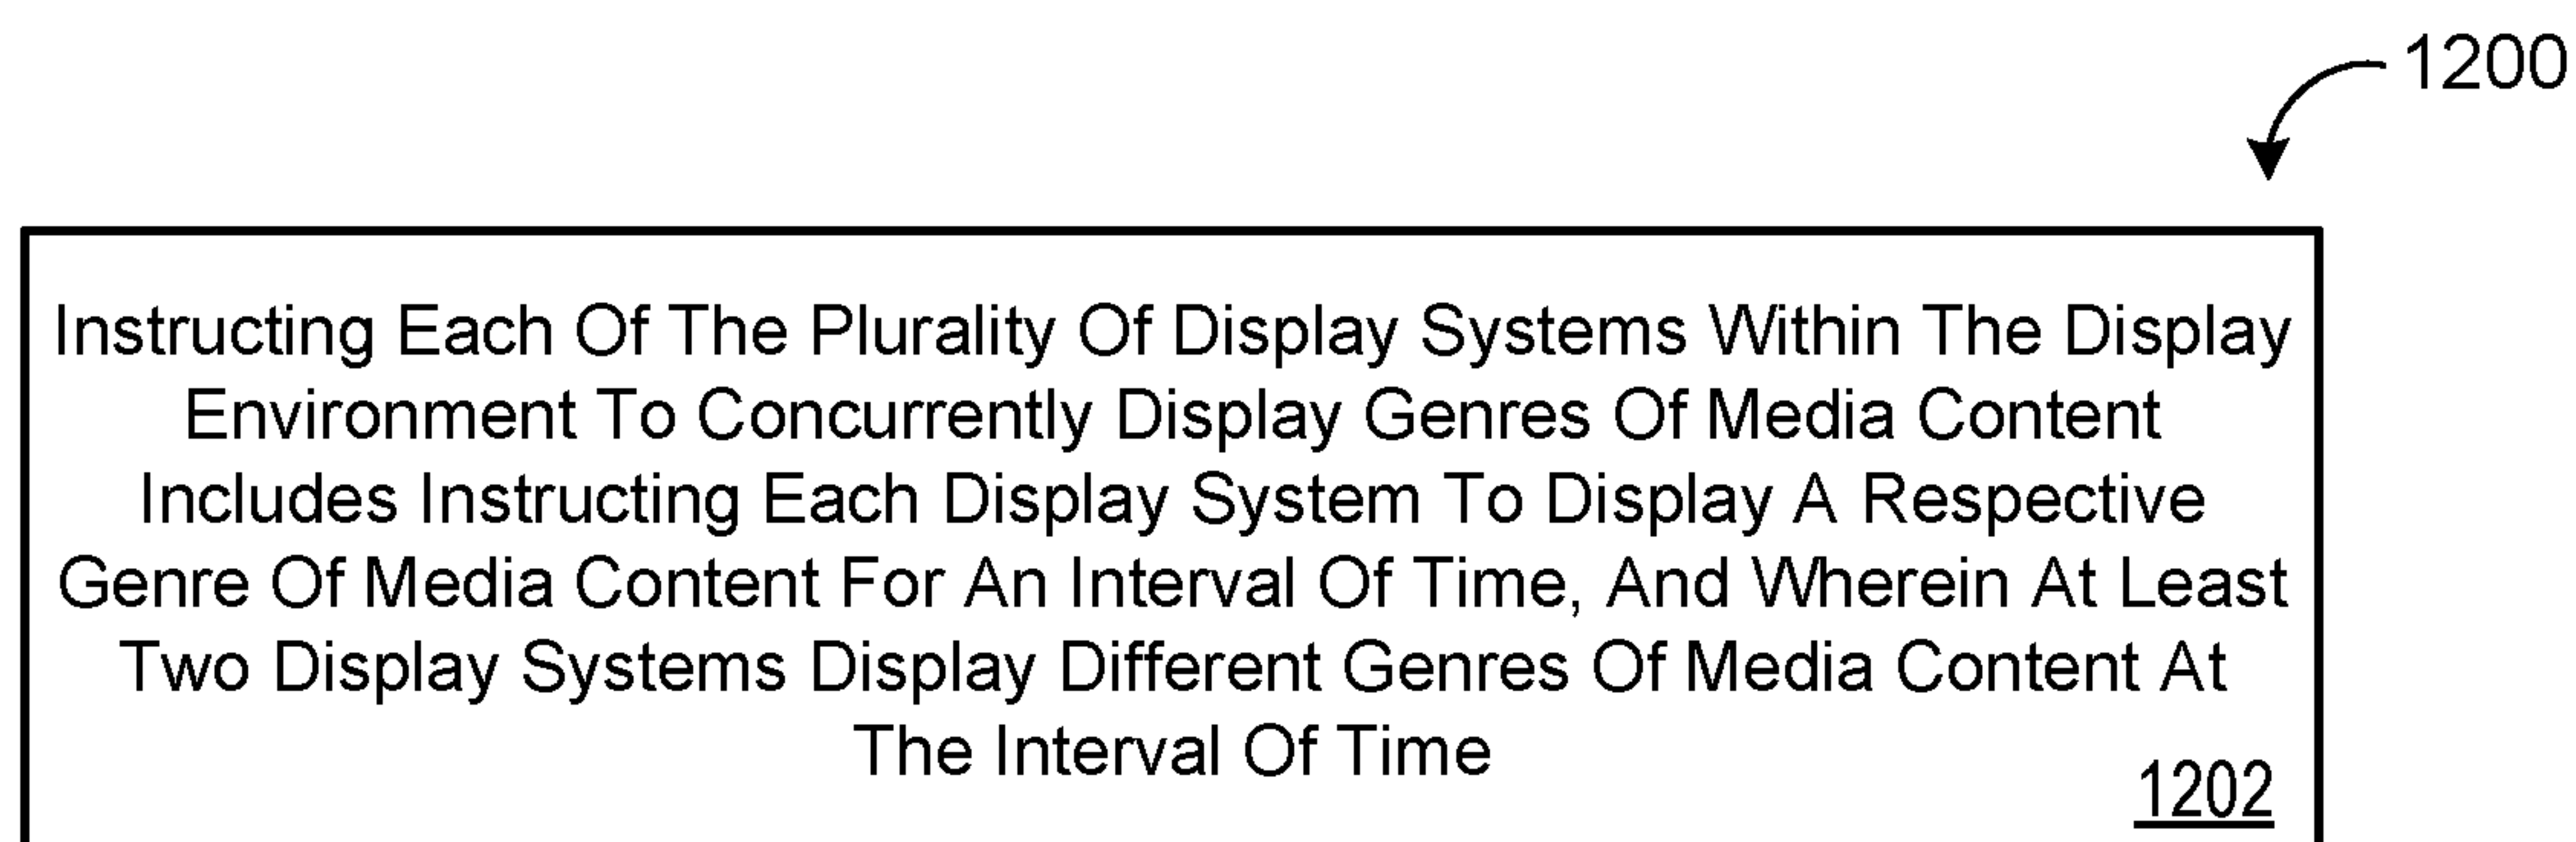 1200
Instructing Each Of The Plurality Of Display Systems Within The Display
Environment To Concurrently Display Genres Of Media Content
Includes Instructing Each Display System To Display A Respective
Genre Of Media Content For An Interval Of Time, And Wherein At Least
Two Display Systems Display Different Genres Of Media Content At
The Interval Of Time
1202